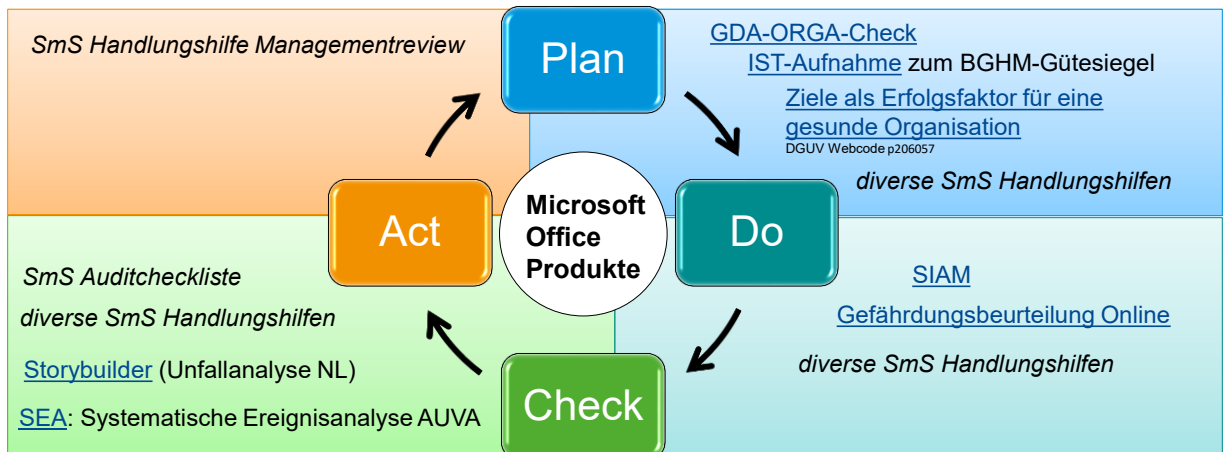 SmS Handlungshilfe Managementreview
Plan
GDA-ORGA-Check
IST-Aufnahme zum BGHM-Gütesiegel
Ziele als Erfolgsfaktor für eine
gesunde Organisation
DGUV Webcode p206057
diverse SmS Handlungshilfen
Act
Microsoft
Office
Produkte
Do
SmS Auditcheckliste
diverse SmS Handlungshilfen
Storybuilder (Unfallanalyse NL)
SEA: Systematische Ereignisanalyse AUVA
Check
SIAM
Gefährdungsbeurteilung Online
diverse SmS Handlungshilfen